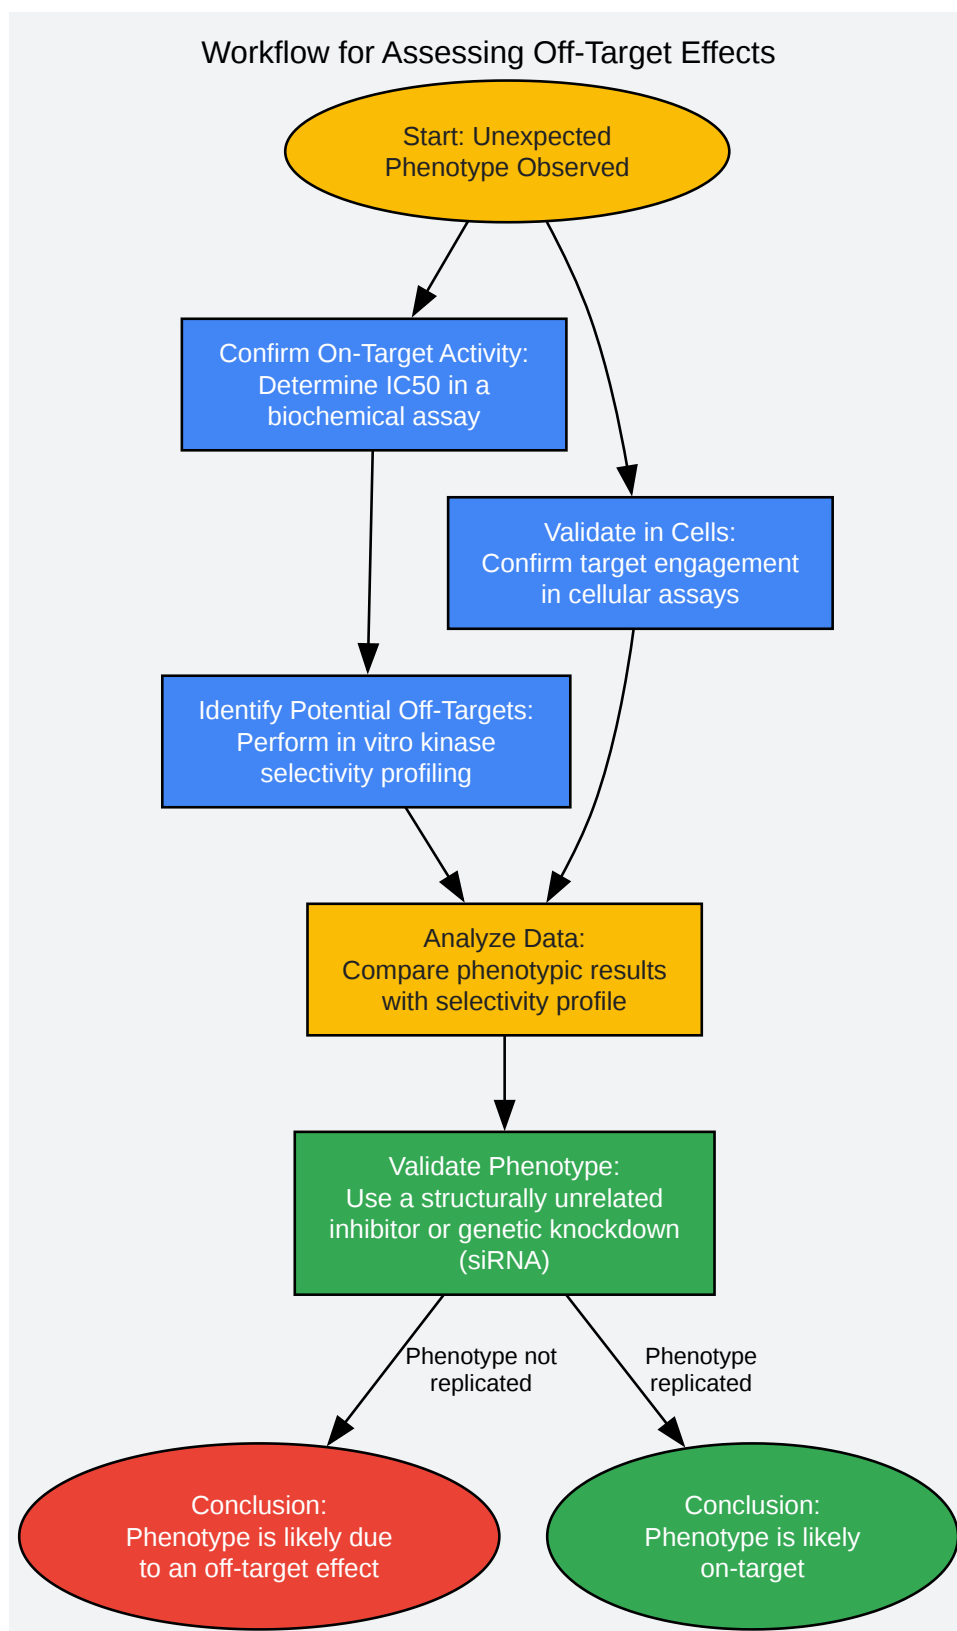 Workflow for Assessing Off-Target Effects
Start: Unexpected
Phenotype Observed
Confirm On-Target Activity:
Determine IC50 in a
biochemical assay
Validate in Cells:
Confirm target engagement
in cellular assays
Identify Potential Off-Targets:
Perform in vitro kinase
selectivity profiling
Analyze Data:
Compare phenotypic results
with selectivity profile
Validate Phenotype:
Use a structurally unrelated
inhibitor or genetic knockdown
(siRNA)
Phenotype not
replicated
Phenotype
replicated
Conclusion:
Phenotype is likely due
to an off-target effect
Conclusion:
Phenotype is likely
on-target